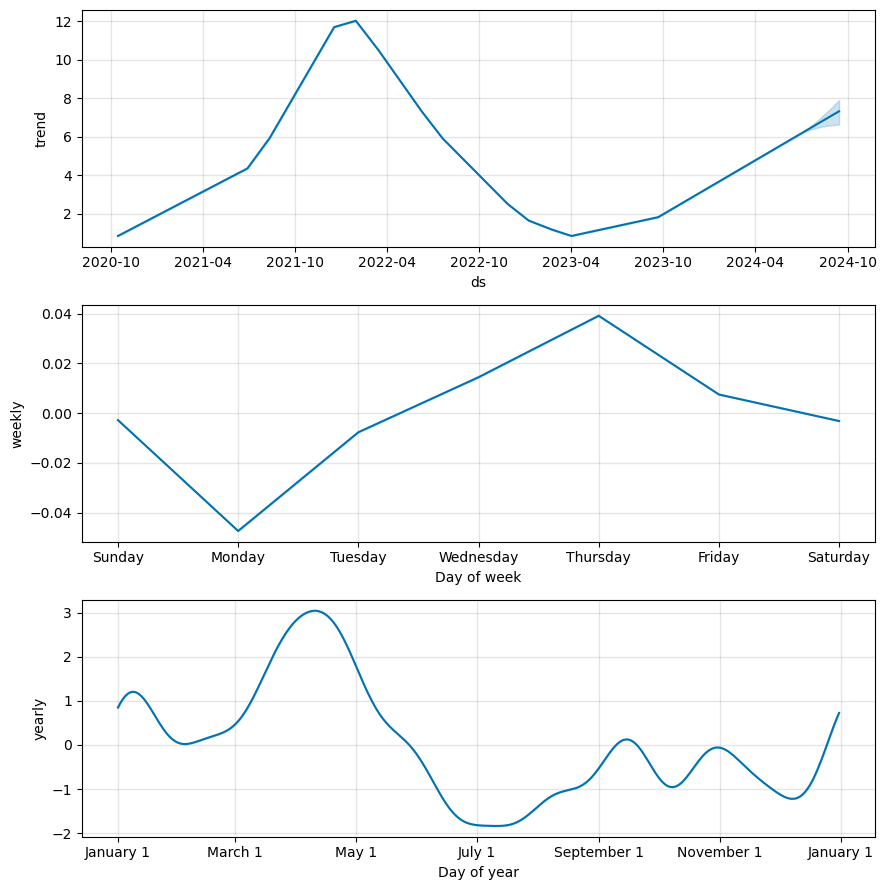 12
10
8
6
4
2
trend
2020-10 2021-04 2021-10 2022-04 2022-10 2023-04 2023-10 2024-04 2024-10
ds
0.04
0.02
0.00
−0.02
−0.04
weekly
Sunday Monday Tuesday Wednesday Thursday Friday Saturday
Day of week
3
2
1
0
−1
−2
yearly
January 1 March 1 May 1 July 1 September 1 November 1 January 1
Day of year